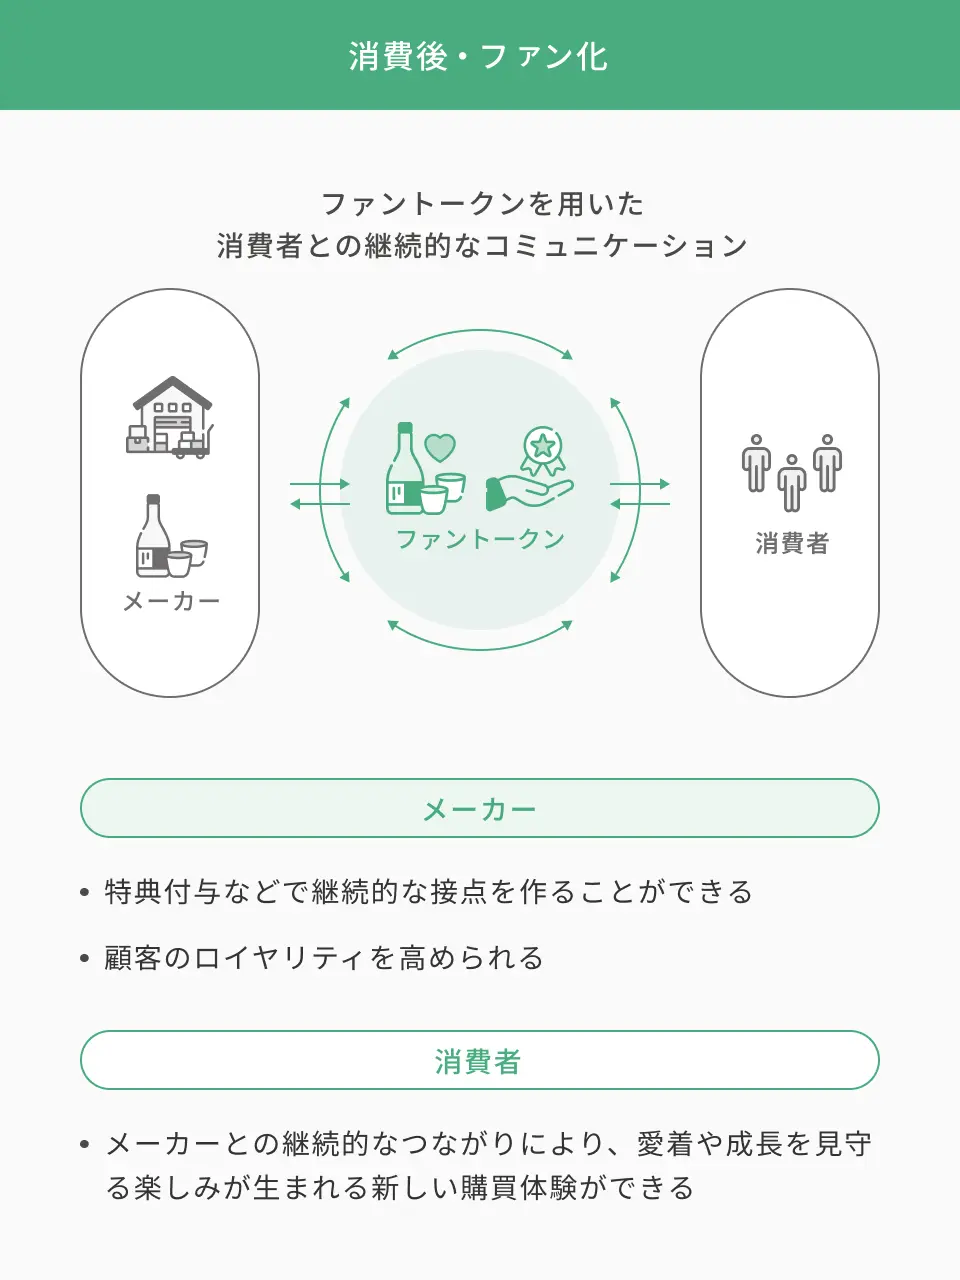 消費後・ファン化
ファントークンを用いた
消費者との継続的なコミュニケーション
メーカー
ファントークン
消費者
メーカー
• 特典付与などで継続的な接点を作ることができる
• 顧客のロイヤリティを高められる
消費者
• メーカーとの継続的なつながりにより、愛着や成長を見守
る楽しみが生まれる新しい購買体験ができる